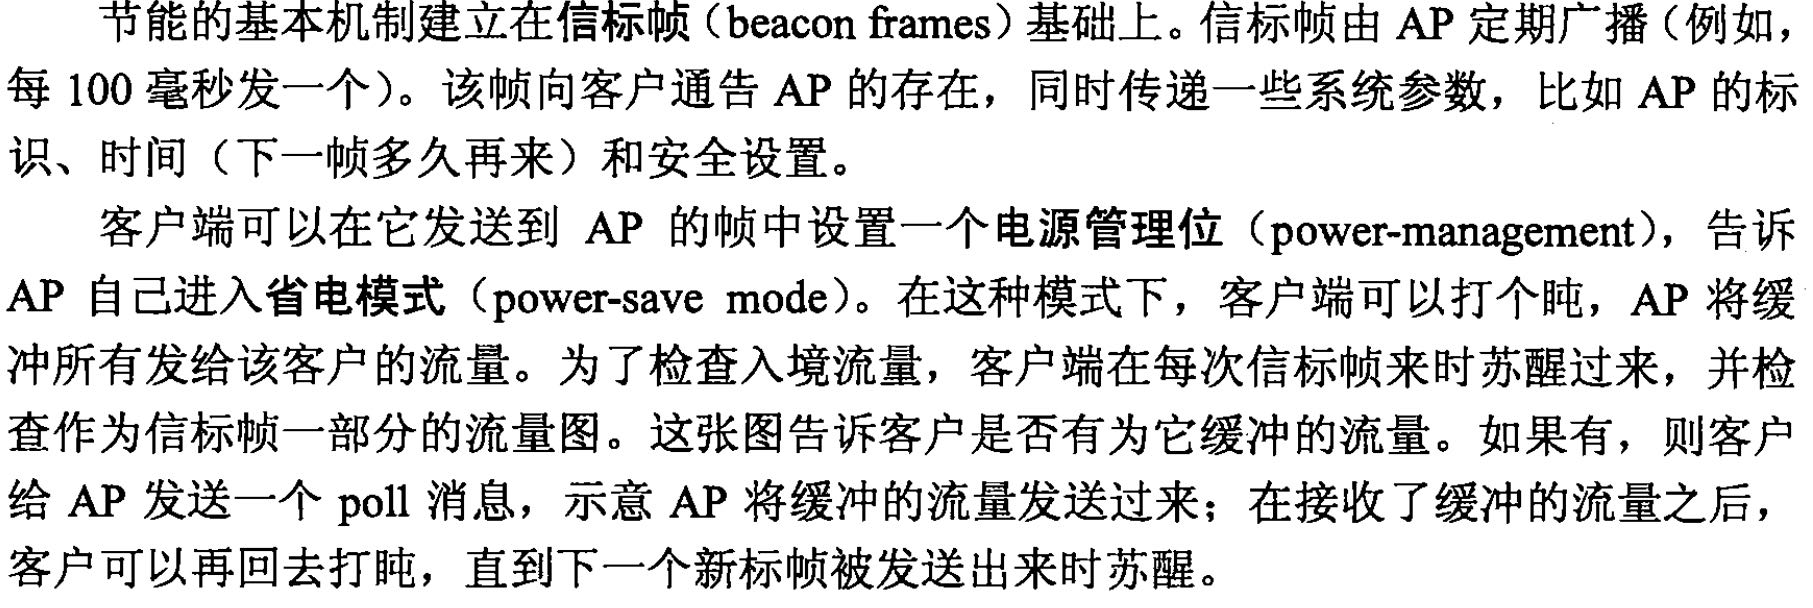 节能的基本机制建立在信标帧（beacon frames）基础上。信标帧由 AP 定期广播（例如，
每 100 毫秒发一个）。该帧向客户通告 AP 的存在，同时传递一些系统参数，比如 AP 的标
识、时间（下一帧多久再来）和安全设置。
客户端可以在它发送到 AP 的帧中设置一个电源管理位（power-management），告诉
AP 自己进入省电模式（power-save mode）。在这种模式下，客户端可以打个盹，AP 将缓
冲所有发给该客户的流量。为了检查入境流量，客户端在每次信标帧来时苏醒过来，并检
查作为信标帧一部分的流量图。这张图告诉客户是否有为它缓冲的流量。如果有，则客户
给 AP 发送一个 poll 消息，示意 AP 将缓冲的流量发送过来；在接收了缓冲的流量之后，
客户可以再回去打盹，直到下一个新标帧被发送出来时苏醒。